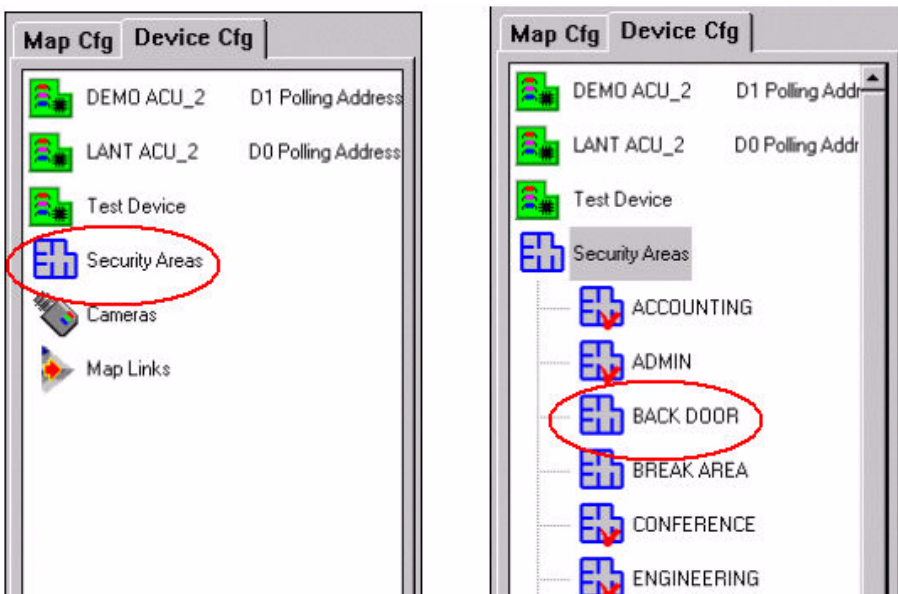 Map Cfg Device Cfg
DEMO ACU_2 D1 Polling Address
LANT ACU_2 D0 Polling Address
Test Device
Security Areas
Cameras
Map Links
Map Cfg Device Cfg
DEMO ACU_2 D1 Polling Addr
LANT ACU_2 D0 Polling Addr
Test Device
Security Areas
ACCOUNTING
ADMIN
BACK DOOR
BREAK AREA
CONFERENCE
ENGINEERING